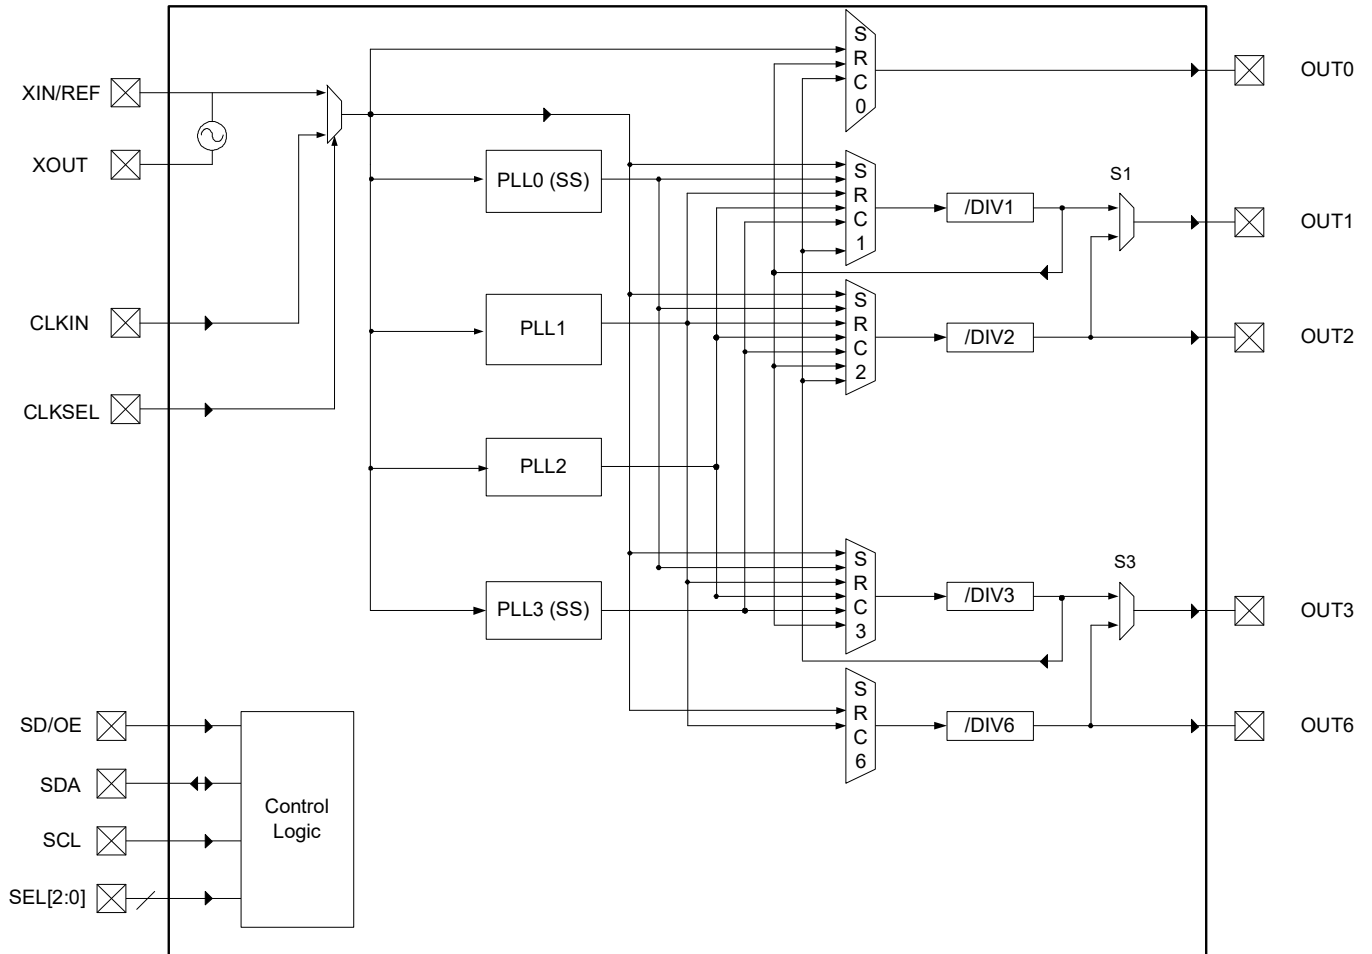 S
R
C
0
OUT0
XIN/REF
XOUT
PLL0 (SS)
S
R
C
1
/DIV1
S1
OUT1
CLKIN
PLL1
S
R
C
2
/DIV2
OUT2
CLKSEL
PLL2
PLL3 (SS)
S
R
C
3
/DIV3
S3
OUT3
S
R
C
6
/DIV6
OUT6
SD/OE
SDA
SCL
SEL[2:0]
Control
Logic